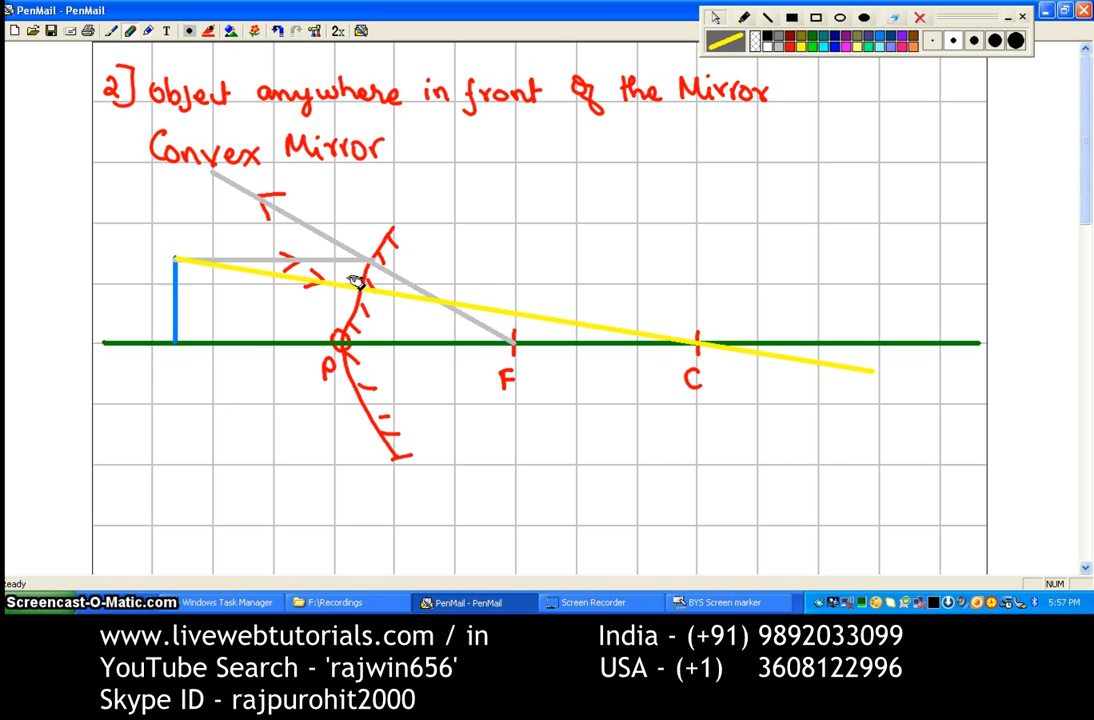 PenMail - PenMail
T
2x
2] Object anywhere in front of the Mirror
Convex Mirror
P
F
C
eady
NUM
Screencast-O-Matic.com
Windows Task Manager
F:\Recordings
PenMail - PenMail
Screen Recorder
BYS Screen marker
5:57 PM
www.livewebtutorials.com / in
India - (+91) 9892033099
YouTube Search - 'rajwin656'
USA - (+1) 3608122996
Skype ID - rajpurohit2000